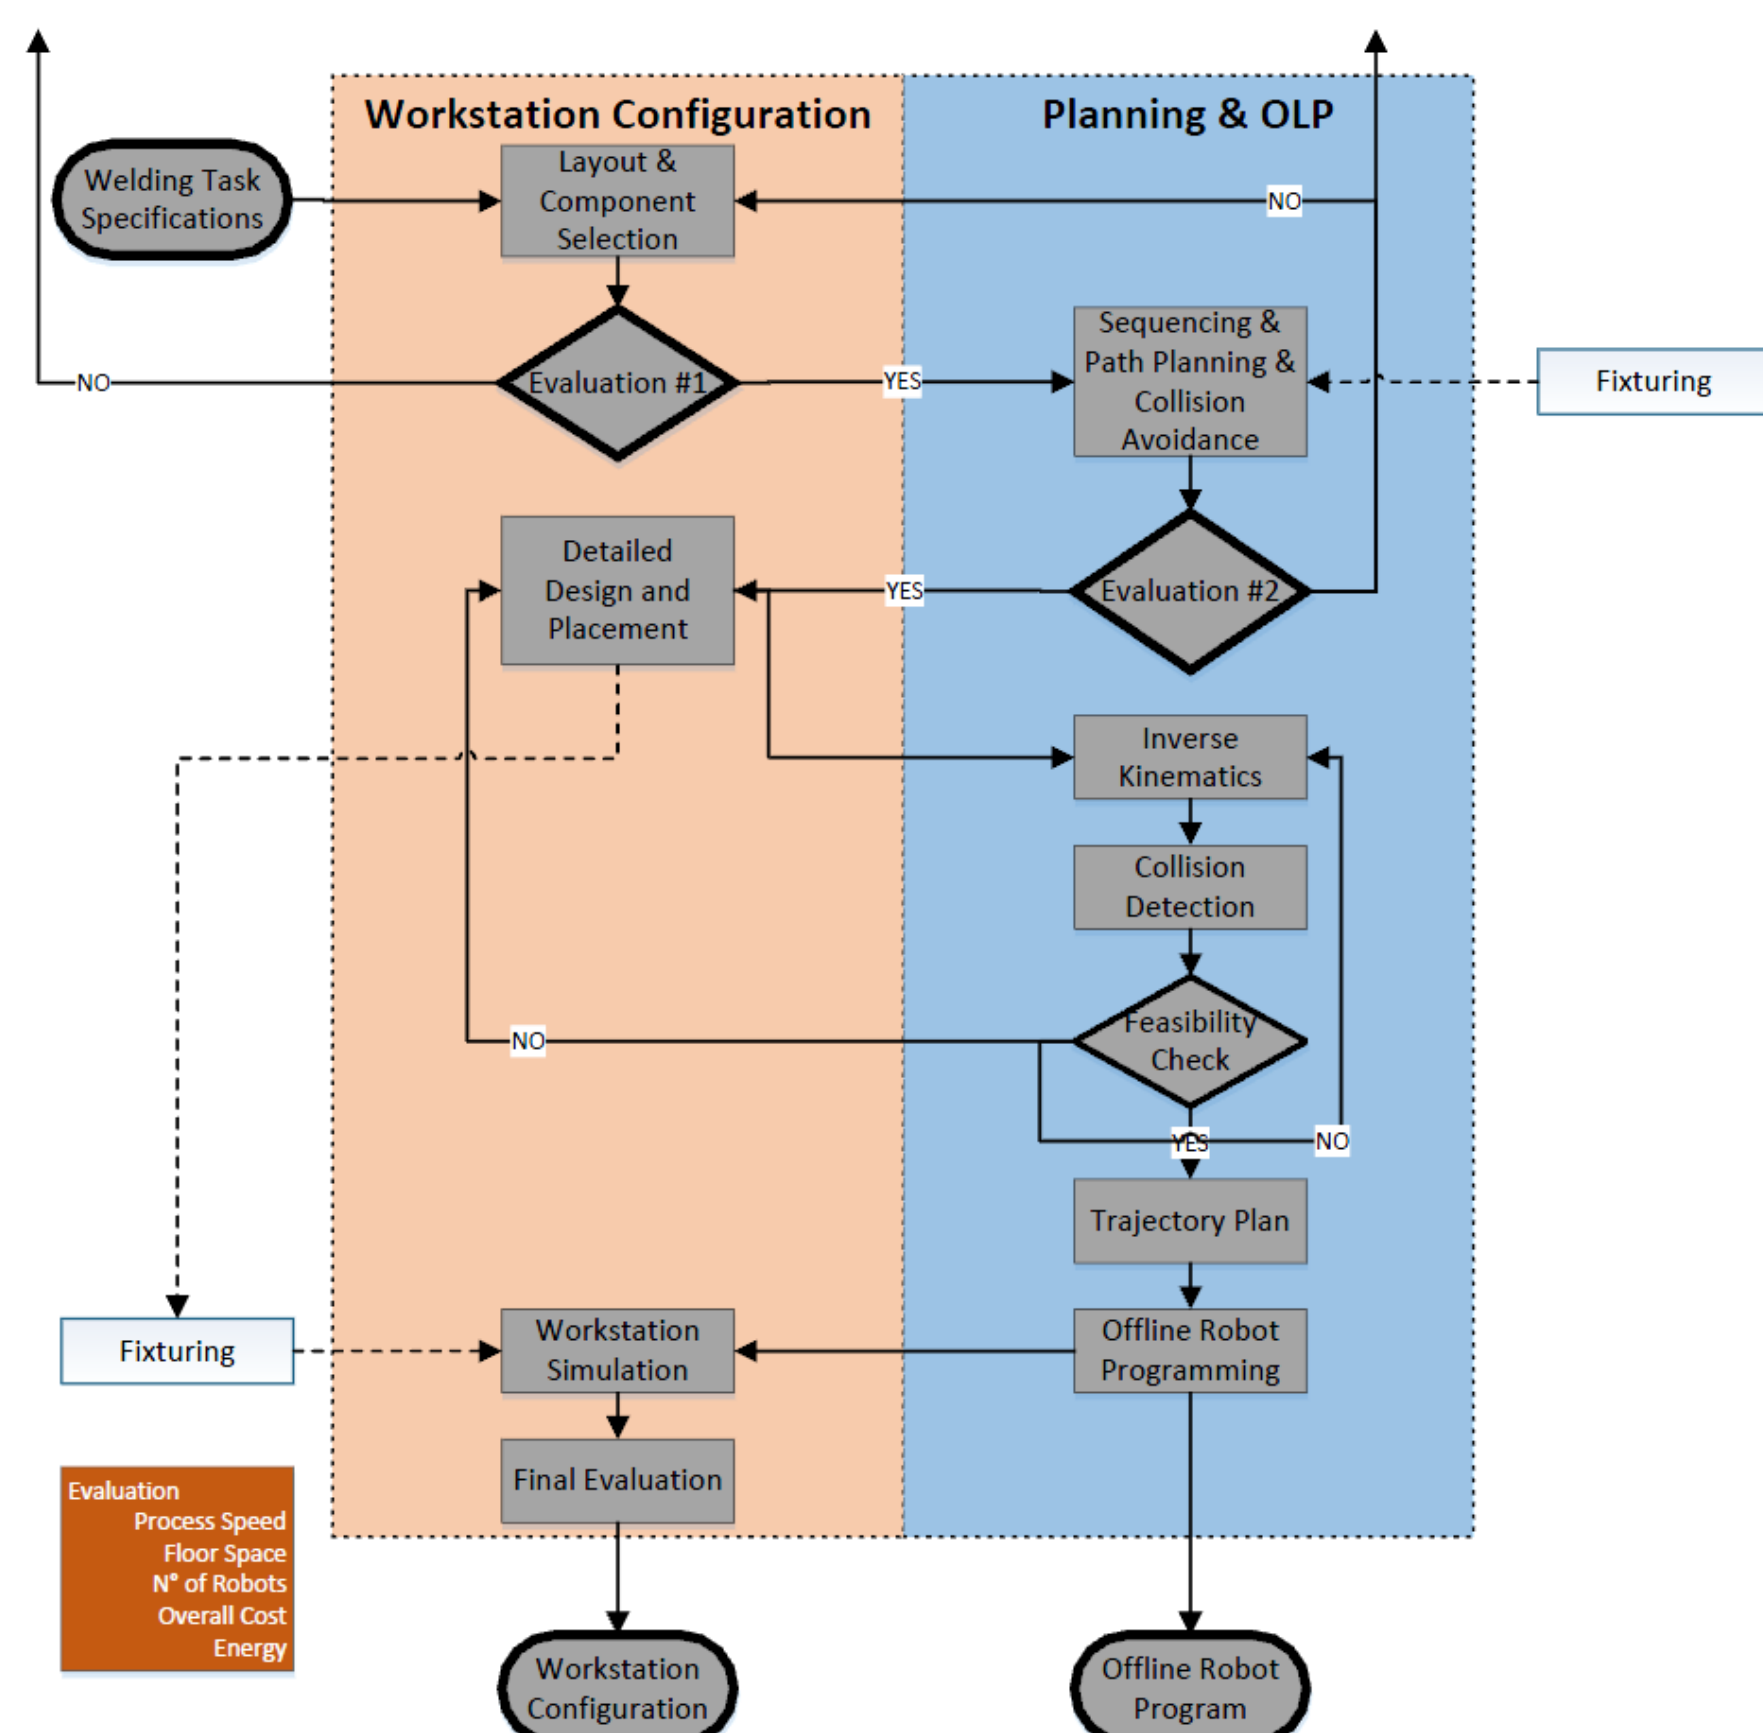 Workstation Configuration
Planning & OLP
Welding Task
Specifications
Layout &
Component
Selection
NO
Sequencing &
Path Planning &
Collision
Avoidance
Fixturing
NO
Evaluation #1
YES
Detailed
Design and
Placement
YES
Evaluation #2
Inverse
Kinematics
Collision
Detection
Feasibility
Check
NO
YES
NO
Trajectory Plan
Fixturing
Workstation
Simulation
Offline Robot
Programming
Final Evaluation
Evaluation
Process Speed
Floor Space
N° of Robots
Overall Cost
Energy
Workstation
Configuration
Offline Robot
Program